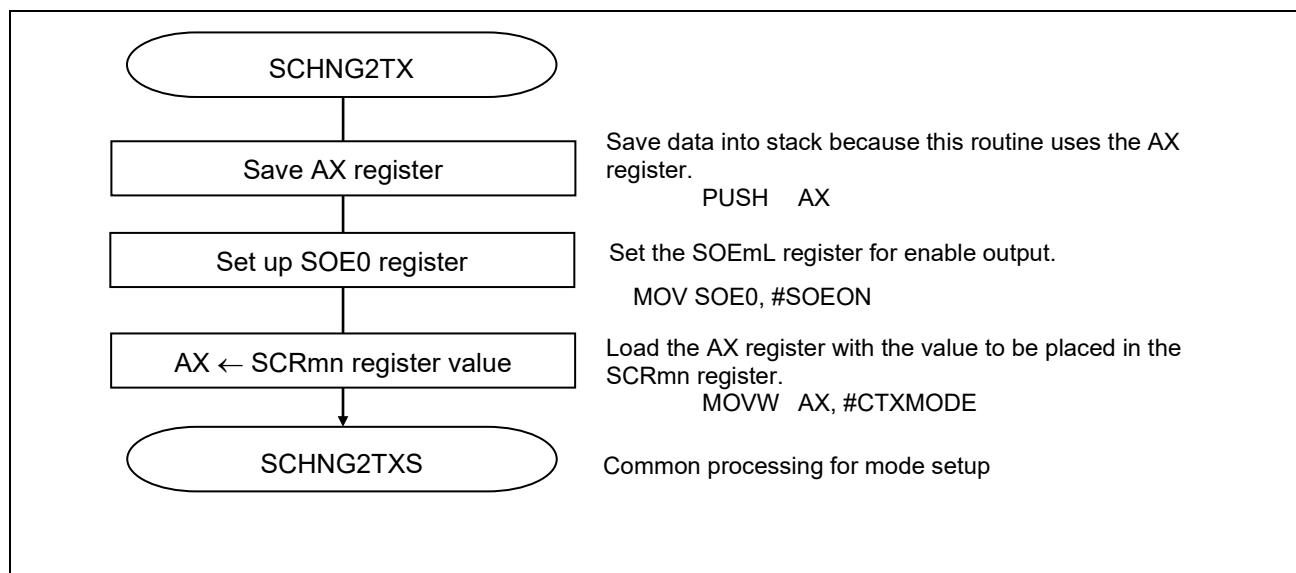 SCHNG2TX
Save AX register
Save data into stack because this routine uses the AX
register.
PUSH AX
Set up SOE0 register
Set the SOEmL register for enable output.
MOV SOE0, #SOEON
AX ← SCRmn register value
Load the AX register with the value to be placed in the
SCRmn register.
MOVW AX, #CTXMODE
SCHNG2TXS
Common processing for mode setup